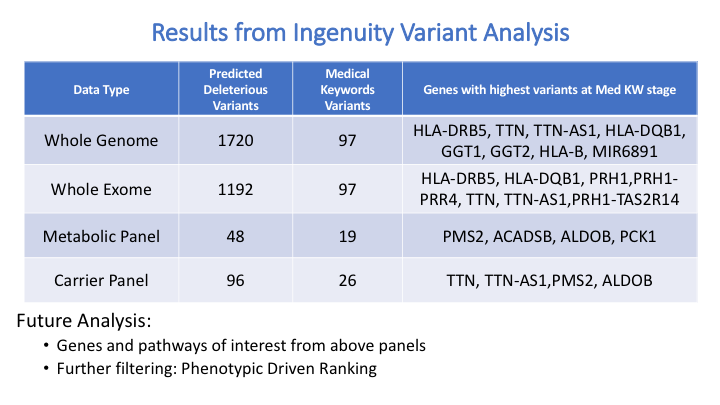 Results from Ingenuity Variant Analysis
Data Type
Predicted
Deleterious
Variants
Medical
Keywords
Variants
Genes with highest variants at Med KW stage
Whole Genome
1720
97
HLA-DRB5, TTN, TTN-AS1, HLA-DQB1,
GGT1, GGT2, HLA-B, MIR6891
Whole Exome
1192
97
HLA-DRB5, HLA-DQB1, PRH1,PRH1-
PRR4, TTN, TTN-AS1,PRH1-TAS2R14
Metabolic Panel
48
19
PMS2, ACADSB, ALDOB, PCK1
Carrier Panel
96
26
TTN, TTN-AS1,PMS2, ALDOB
Future Analysis:
• Genes and pathways of interest from above panels
• Further filtering: Phenotypic Driven Ranking